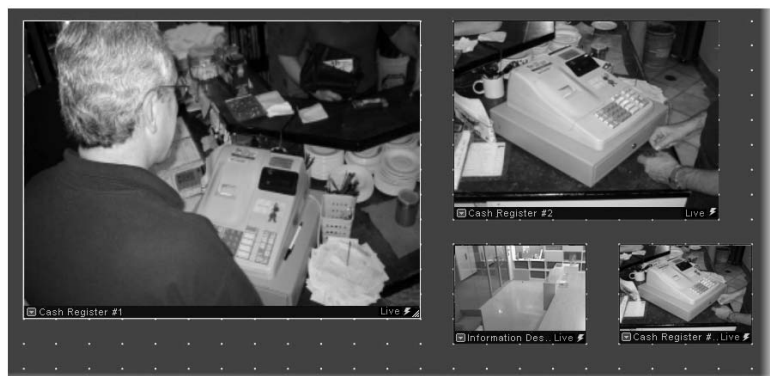 Cash Register #1 Live
Cash Register #2 Live
Information Des.. Live
Cash Register #.. Live